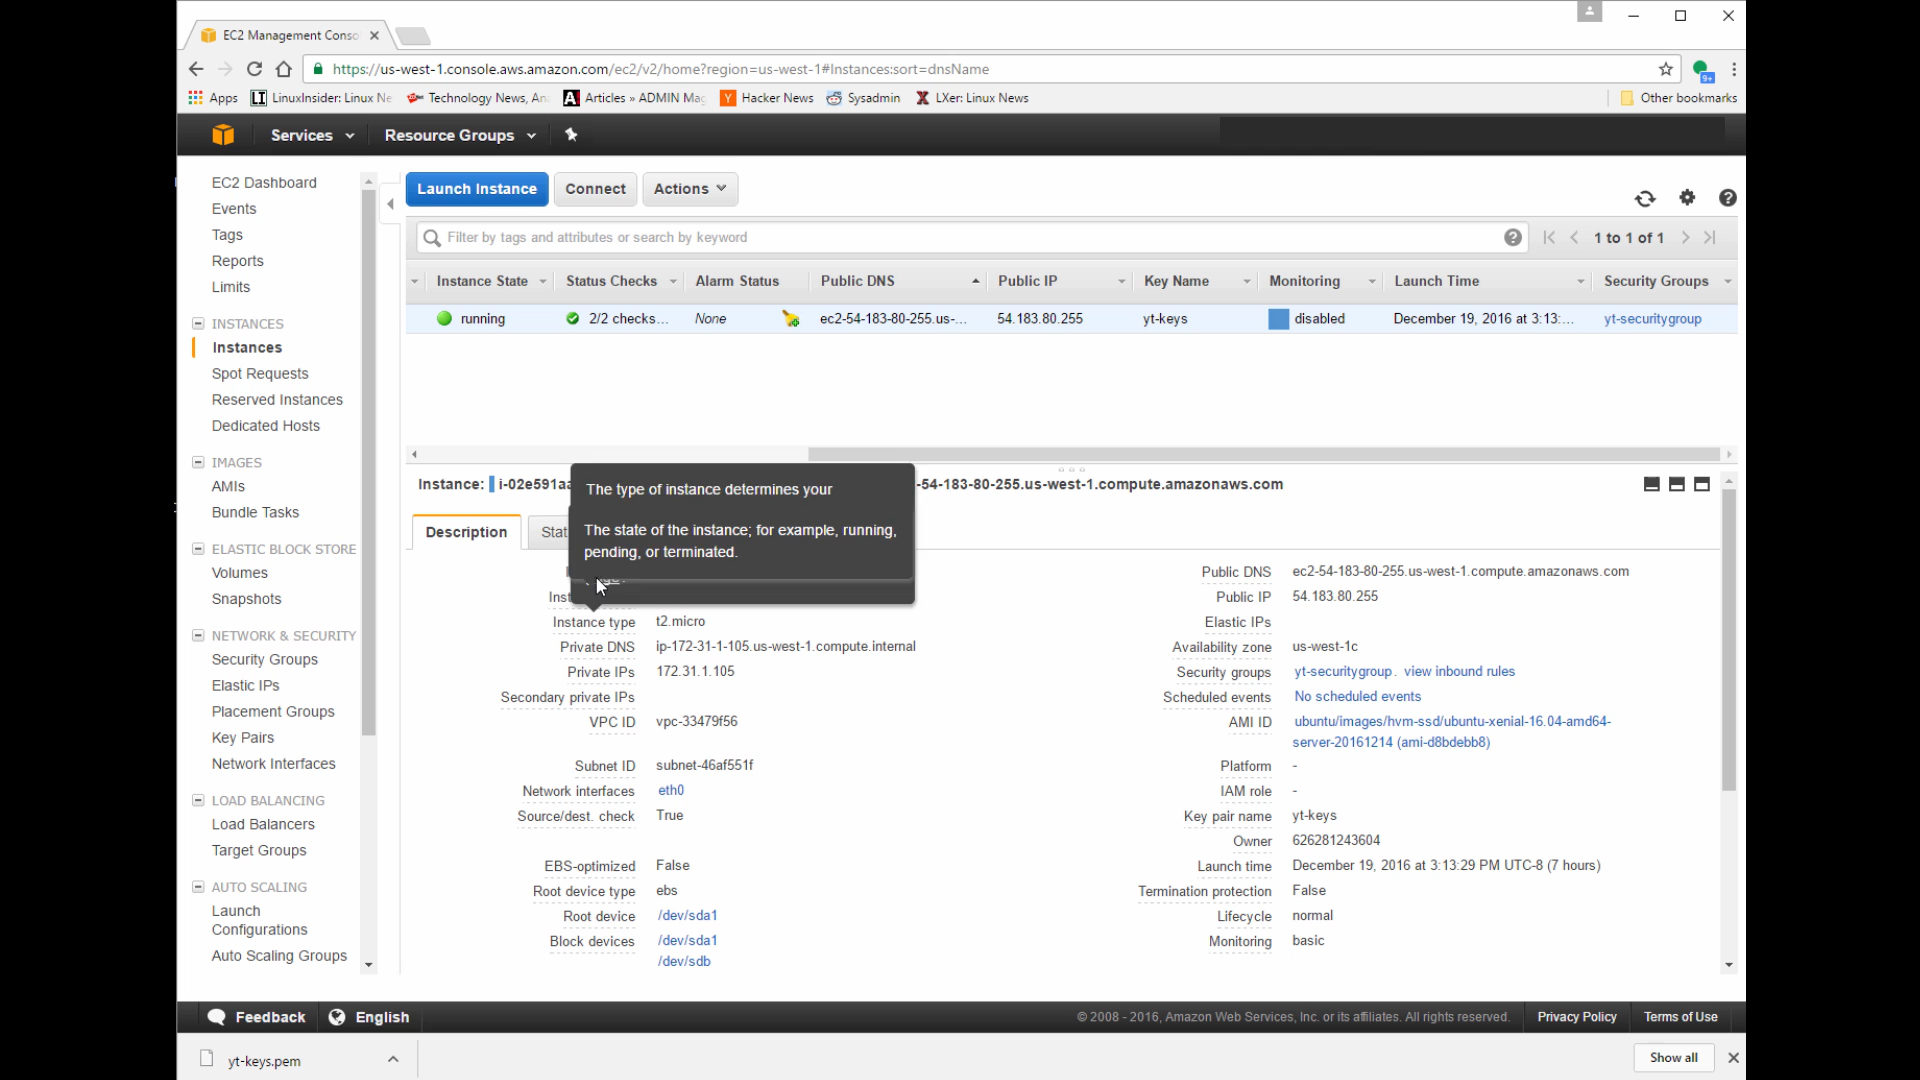 EC2 Management Conso
https://us-west-1.console.aws.amazon.com/ec2/v2/home?region=us-west-1#Instances:sort=dnsName
9+
Apps LinuxInsider: Linux Ne Technology News, An Articles » ADMIN Mag Hacker News Sysadmin LXer: Linux News Other bookmarks
Services Resource Groups
EC2 Dashboard
Events
Tags
Reports
Limits
INSTANCES
Instances
Spot Requests
Reserved Instances
Dedicated Hosts
IMAGES
AMIs
Bundle Tasks
ELASTIC BLOCK STORE
Volumes
Snapshots
NETWORK & SECURITY
Security Groups
Elastic IPs
Placement Groups
Key Pairs
Network Interfaces
LOAD BALANCING
Load Balancers
Target Groups
AUTO SCALING
Launch
Configurations
Auto Scaling Groups
Launch Instance Connect Actions
Filter by tags and attributes or search by keyword
1 to 1 of 1
Instance State Status Checks Alarm Status Public DNS Public IP Key Name Monitoring Launch Time Security Groups
running 2/2 checks... None ec2-54-183-80-255.us-... 54.183.80.255 yt-keys disabled December 19, 2016 at 3:13:... yt-securitygroup
Instance: i-02e591aa -54-183-80-255.us-west-1.compute.amazonaws.com
The type of instance determines your
The state of the instance; for example, running,
pending, or terminated.
Description Stat
Inst
Instance type t2.micro
Private DNS ip-172-31-1-105.us-west-1.compute.internal
Private IPs 172.31.1.105
Secondary private IPs
VPC ID vpc-33479f56
Subnet ID subnet-46af551f
Network interfaces eth0
Source/dest. check True
EBS-optimized False
Root device type ebs
Root device /dev/sda1
Block devices /dev/sda1
/dev/sdb
Public DNS ec2-54-183-80-255.us-west-1.compute.amazonaws.com
Public IP 54.183.80.255
Elastic IPs
Availability zone us-west-1c
Security groups yt-securitygroup. view inbound rules
Scheduled events No scheduled events
AMI ID ubuntu/images/hvm-ssd/ubuntu-xenial-16.04-amd64-
server-20161214 (ami-d8bdebb8)
Platform -
IAM role -
Key pair name yt-keys
Owner 626281243604
Launch time December 19, 2016 at 3:13:29 PM UTC-8 (7 hours)
Termination protection False
Lifecycle normal
Monitoring basic
Feedback English
© 2008 - 2016, Amazon Web Services, Inc. or its affiliates. All rights reserved. Privacy Policy Terms of Use
yt-keys.pem
Show all